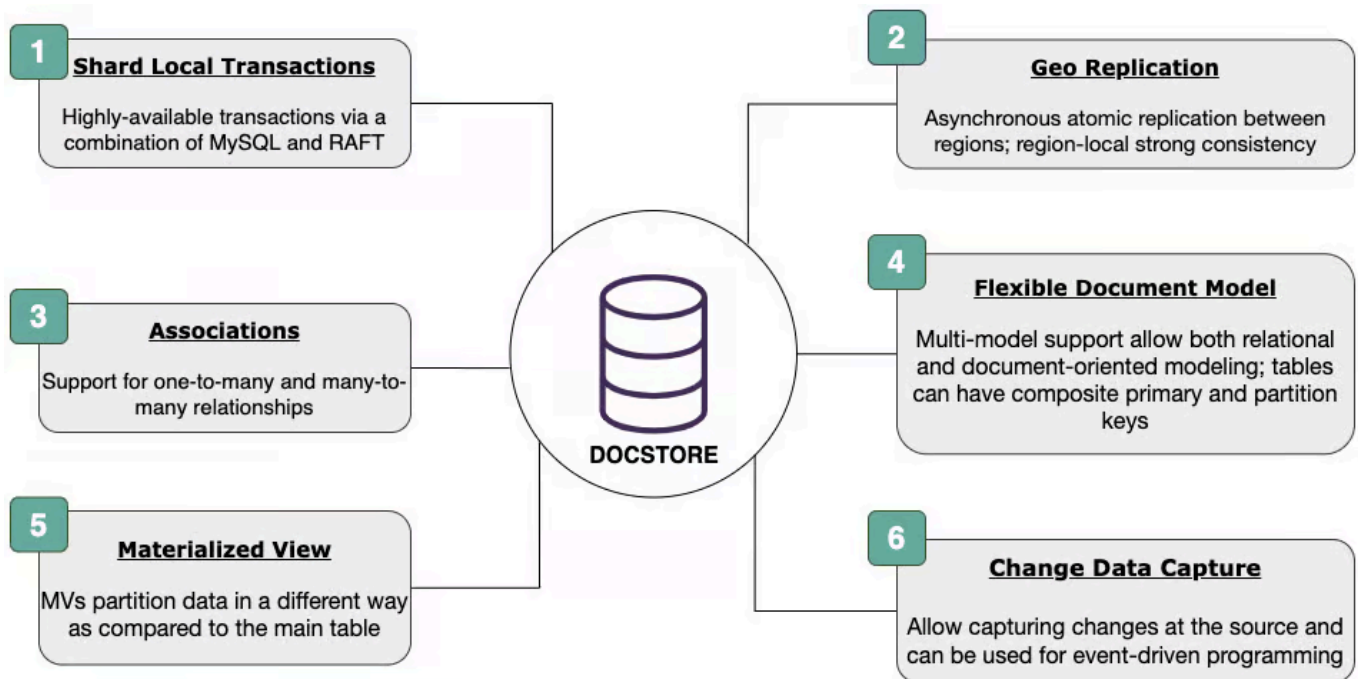 1
Shard Local Transactions
Highly-available transactions via a
combination of MySQL and RAFT
2
Geo Replication
Asynchronous atomic replication between
regions; region-local strong consistency
3
Associations
Support for one-to-many and many-to-
many relationships
4
Flexible Document Model
Multi-model support allow both relational
and document-oriented modeling; tables
can have composite primary and partition
keys
DOCSTORE
5
Materialized View
MVs partition data in a different way
as compared to the main table
6
Change Data Capture
Allow capturing changes at the source and
can be used for event-driven programming